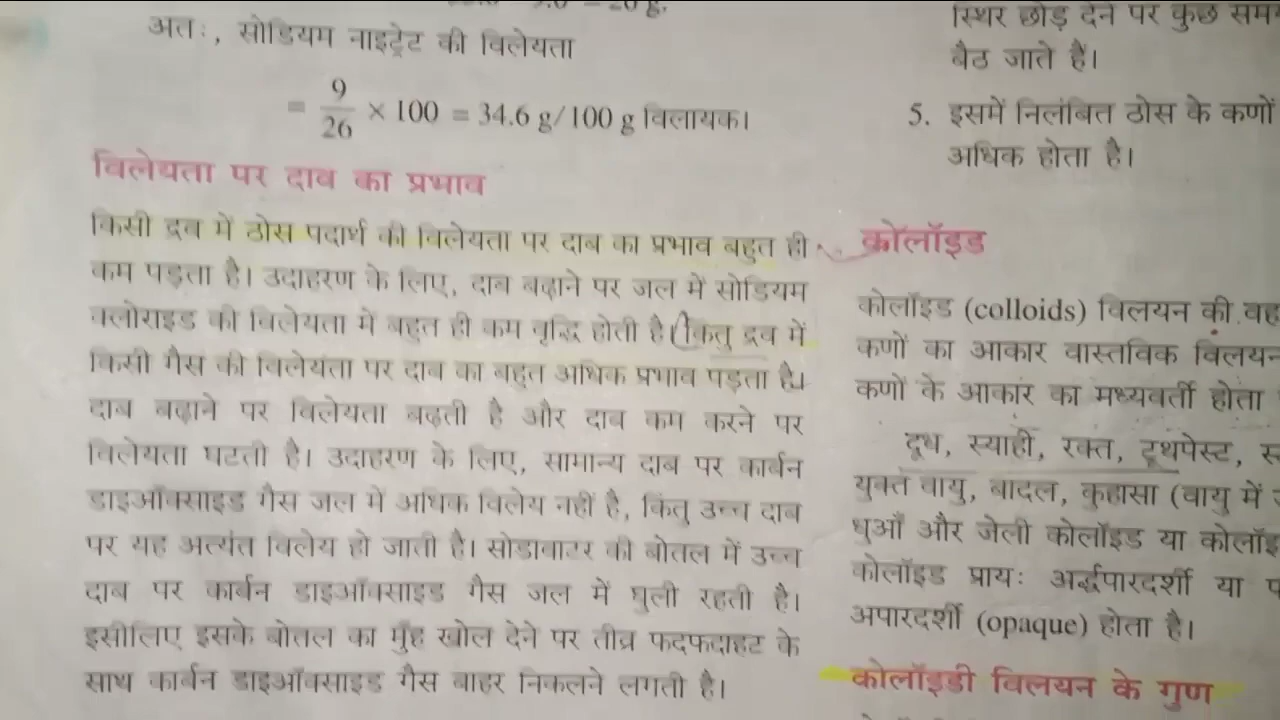 अतः, सोडियम नाइट्रेट की विलेयता
= 9/26 × 100 = 34.6 g/100 g विलायक।
विलेयता पर दाब का प्रभाव
किसी द्रव में ठोस पदार्थ की विलेयता पर दाब का प्रभाव बहुत ही
कम पड़ता है। उदाहरण के लिए, दाब बढ़ाने पर जल में सोडियम
क्लोराइड की विलेयता में बहुत ही कम वृद्धि होती है। किंतु द्रव में
किसी गैस की विलेयता पर दाब का बहुत अधिक प्रभाव पड़ता है।
दाब बढ़ाने पर विलेयता बढ़ती है और दाब कम करने पर
विलेयता घटती है। उदाहरण के लिए, सामान्य दाब पर कार्बन
डाइऑक्साइड गैस जल में अधिक विलेय नहीं है, किंतु उच्च दाब
पर यह अत्यंत विलेय हो जाती है। सोडावाटर की बोतल में उच्च
दाब पर कार्बन डाइऑक्साइड गैस जल में घुली रहती है।
इसीलिए इसके बोतल का मुँह खोल देने पर तीव्र फदफदाहट के
साथ कार्बन डाइऑक्साइड गैस बाहर निकलने लगती है।
स्थिर छोड़ देने पर कुछ सम
बैठ जाते हैं।
5. इसमें निलंबित ठोस के कणों
अधिक होता है।
कोलॉइड
कोलॉइड (colloids) विलयन की वह
कणों का आकार वास्तविक विलयन
कणों के आकार का मध्यवर्ती होता
दूध, स्याही, रक्त, टूथपेस्ट,
युक्त वायु, बादल, कुहासा (वायु में
धुआँ और जेली कोलॉइड या कोलॉइ
कोलॉइड प्रायः अर्द्धपारदर्शी या
अपारदर्शी (opaque) होता है।
कोलॉइडी विलयन के गुण